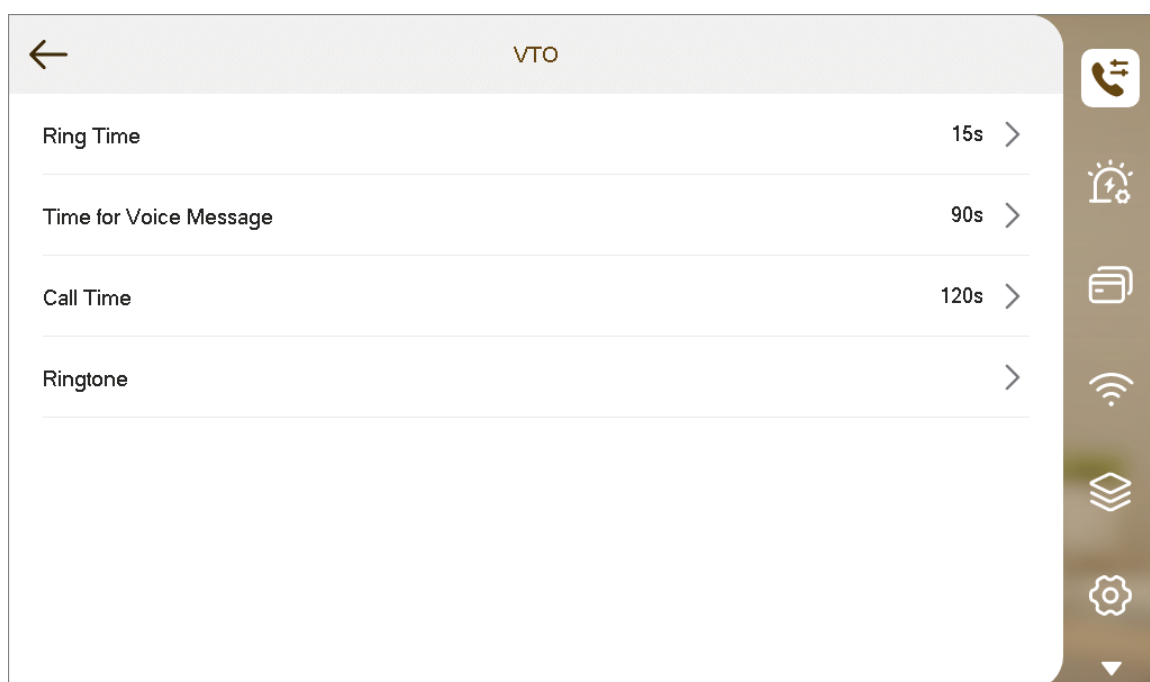 VTO
Ring Time 15s
Time for Voice Message 90s
Call Time 120s
Ringtone